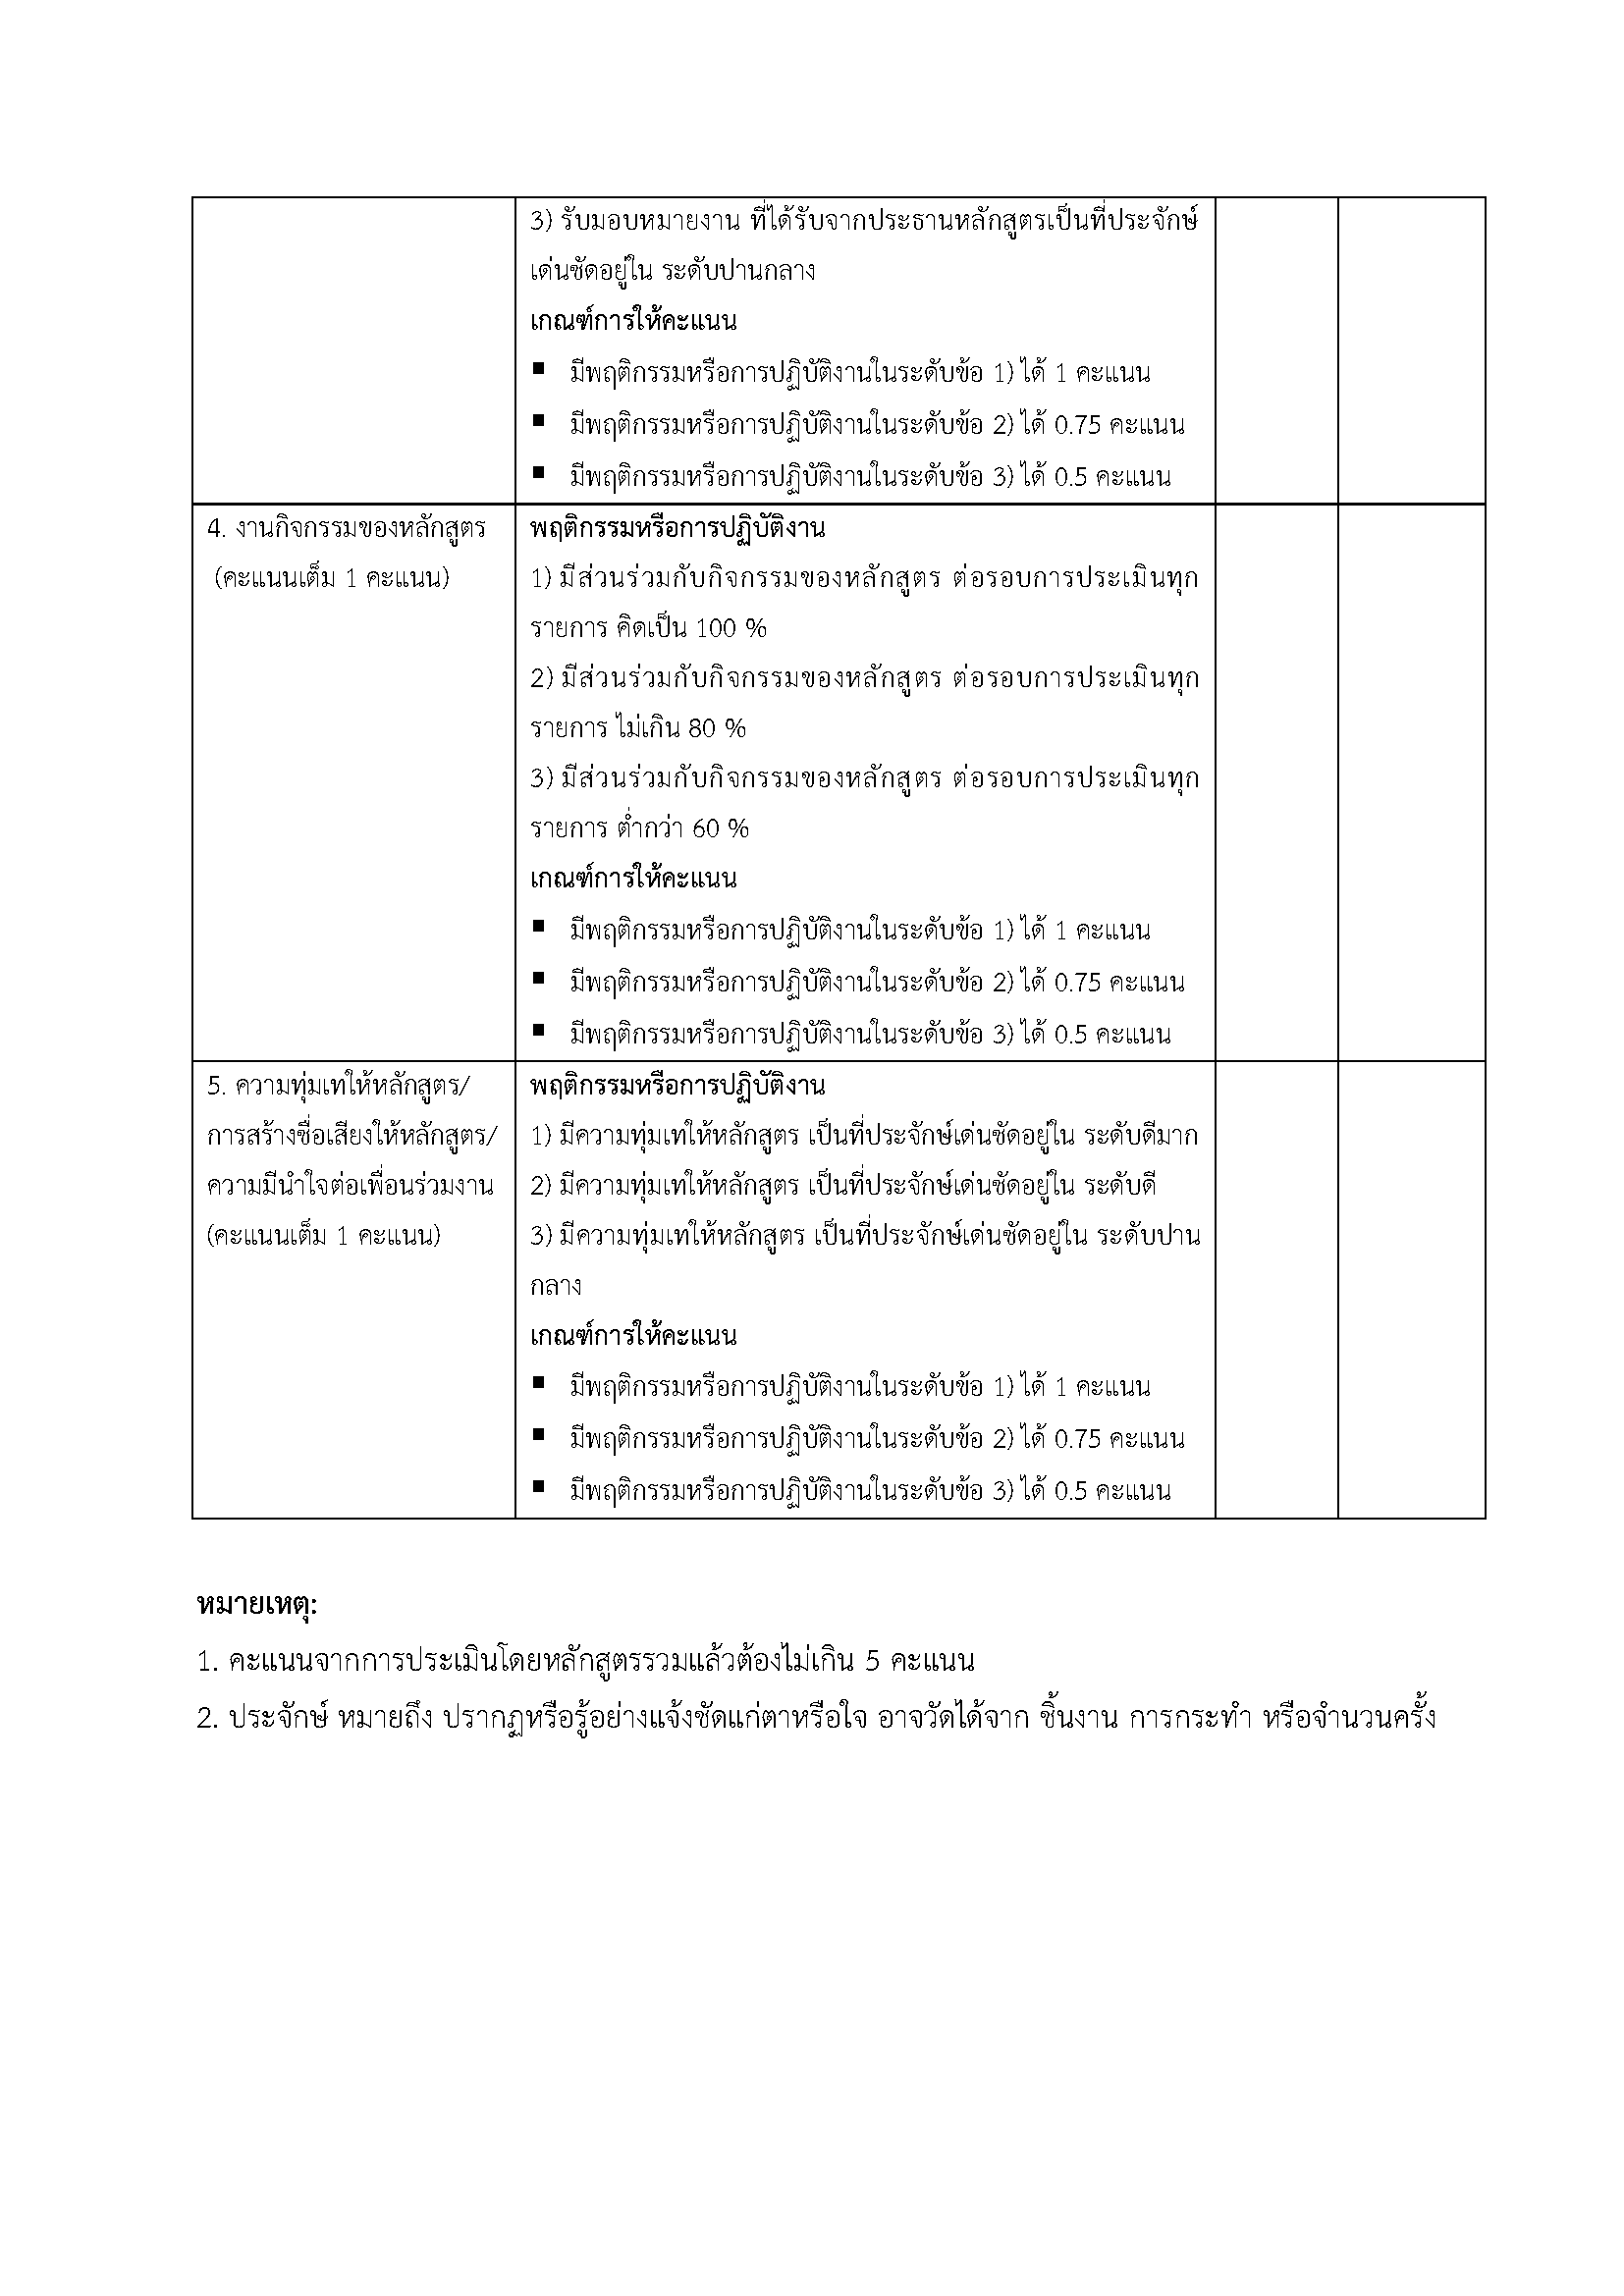 3) รับมอบหมายงาน ที่ได้รับจากประธานหลักสูตรเป็นที่ประจักษ์
เด่นชัดอยู่ใน ระดับปานกลาง
เกณฑ์การให้คะแนน
▪ มีพฤติกรรมหรือการปฏิบัติงานในระดับข้อ 1) ได้ 1 คะแนน
▪ มีพฤติกรรมหรือการปฏิบัติงานในระดับข้อ 2) ได้ 0.75 คะแนน
▪ มีพฤติกรรมหรือการปฏิบัติงานในระดับข้อ 3) ได้ 0.5 คะแนน
4. งานกิจกรรมของหลักสูตร
(คะแนนเต็ม 1 คะแนน)
พฤติกรรมหรือการปฏิบัติงาน
1) มีส่วนร่วมกับกิจกรรมของหลักสูตร ต่อรอบการประเมินทุก
รายการ คิดเป็น 100 %
2) มีส่วนร่วมกับกิจกรรมของหลักสูตร ต่อรอบการประเมินทุก
รายการ ไม่เกิน 80 %
3) มีส่วนร่วมกับกิจกรรมของหลักสูตร ต่อรอบการประเมินทุก
รายการ ต่ำกว่า 60 %
เกณฑ์การให้คะแนน
▪ มีพฤติกรรมหรือการปฏิบัติงานในระดับข้อ 1) ได้ 1 คะแนน
▪ มีพฤติกรรมหรือการปฏิบัติงานในระดับข้อ 2) ได้ 0.75 คะแนน
▪ มีพฤติกรรมหรือการปฏิบัติงานในระดับข้อ 3) ได้ 0.5 คะแนน
5. ความทุ่มเทให้หลักสูตร/
การสร้างชื่อเสียงให้หลักสูตร/
ความมีนำใจต่อเพื่อนร่วมงาน
(คะแนนเต็ม 1 คะแนน)
พฤติกรรมหรือการปฏิบัติงาน
1) มีความทุ่มเทให้หลักสูตร เป็นที่ประจักษ์เด่นชัดอยู่ใน ระดับดีมาก
2) มีความทุ่มเทให้หลักสูตร เป็นที่ประจักษ์เด่นชัดอยู่ใน ระดับดี
3) มีความทุ่มเทให้หลักสูตร เป็นที่ประจักษ์เด่นชัดอยู่ใน ระดับปาน
กลาง
เกณฑ์การให้คะแนน
▪ มีพฤติกรรมหรือการปฏิบัติงานในระดับข้อ 1) ได้ 1 คะแนน
▪ มีพฤติกรรมหรือการปฏิบัติงานในระดับข้อ 2) ได้ 0.75 คะแนน
▪ มีพฤติกรรมหรือการปฏิบัติงานในระดับข้อ 3) ได้ 0.5 คะแนน
หมายเหตุ:
1. คะแนนจากการประเมินโดยหลักสูตรรวมแล้วต้องไม่เกิน 5 คะแนน
2. ประจักษ์ หมายถึง ปรากฏหรือรู้อย่างแจ้งชัดแก่ตาหรือใจ อาจวัดได้จาก ชิ้นงาน การกระทำ หรือจำนวนครั้ง